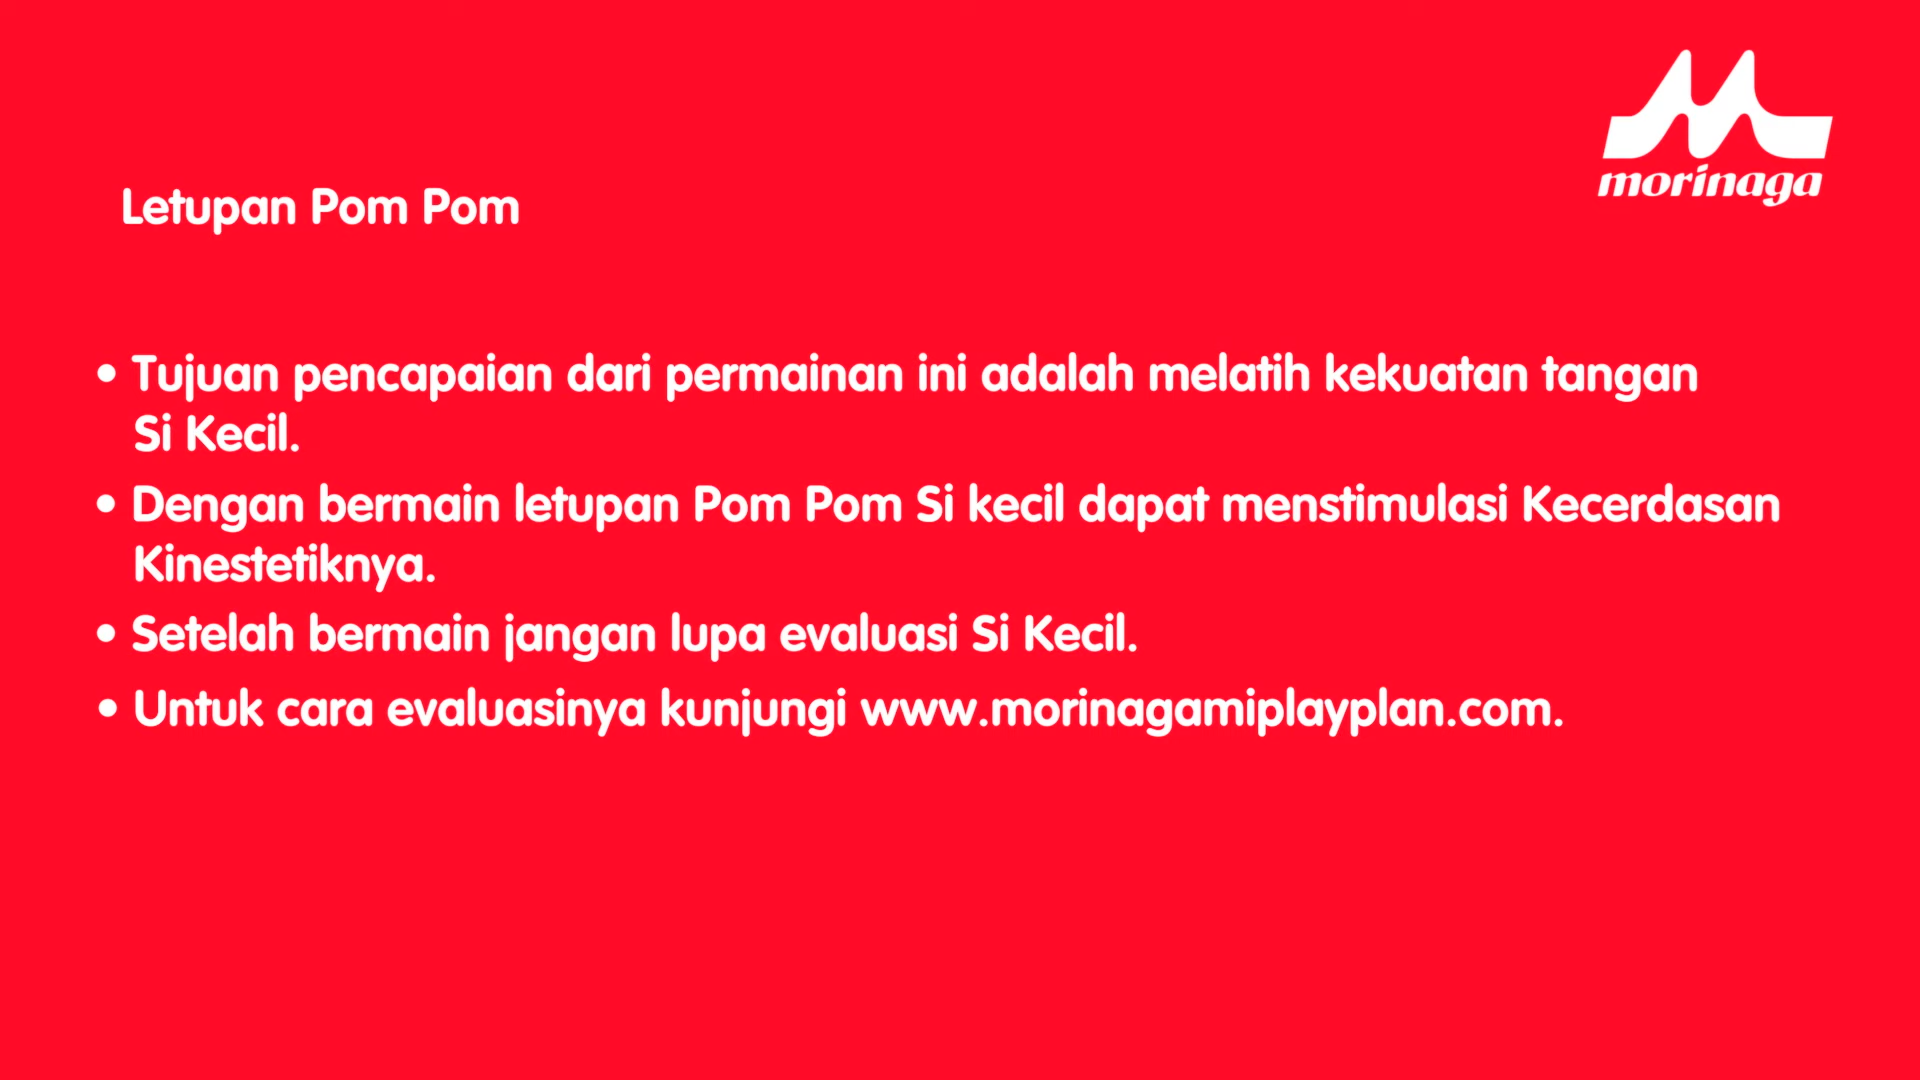 morinaga
Letupan Pom Pom
• Tujuan pencapaian dari permainan ini adalah melatih kekuatan tangan
Si Kecil.
• Dengan bermain letupan Pom Pom Si kecil dapat menstimulasi Kecerdasan
Kinestetiknya.
• Setelah bermain jangan lupa evaluasi Si Kecil.
• Untuk cara evaluasinya kunjungi www.morinagamiplayplan.com.